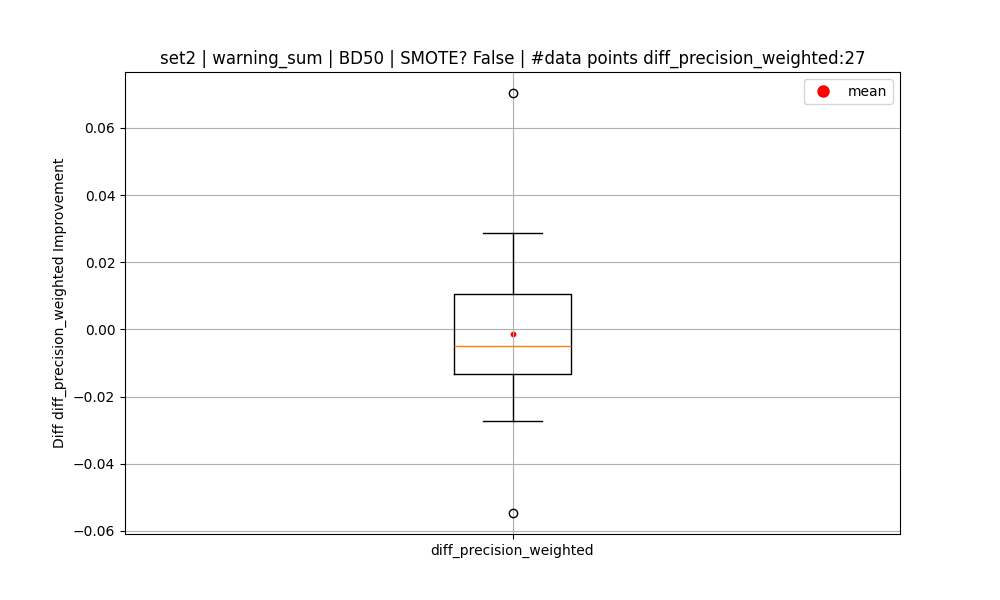 set2 | warning_sum | BD50 | SMOTE? False | #data points diff_precision_weighted:27
mean
Diff diff_precision_weighted Improvement
0.06
0.04
0.02
0.00
−0.02
−0.04
−0.06
diff_precision_weighted